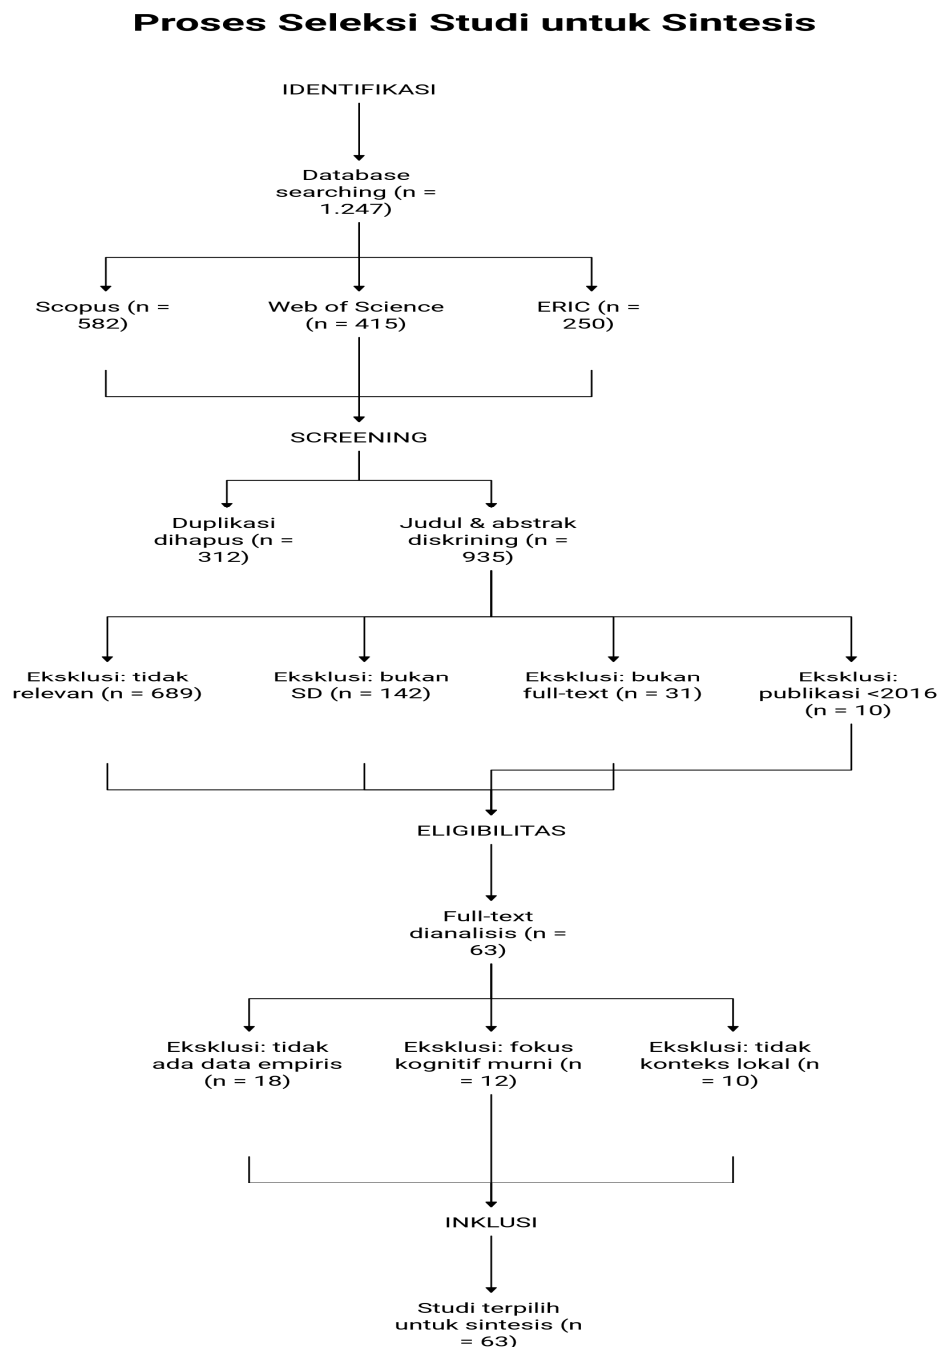 Proses Seleksi Studi untuk Sintesis
IDENTIFIKASI
Database
searching (n =
1.247)
Scopus (n =
582)
Web of Science
(n = 415)
ERIC (n =
250)
SCREENING
Duplikasi
dihapus (n =
312)
Judul & abstrak
diskrining (n =
935)
Eksklusi: tidak
relevan (n = 689)
Eksklusi: bukan
SD (n = 142)
Eksklusi: bukan
full-text (n = 31)
Eksklusi:
publikasi <2016
(n = 10)
ELIGIBILITAS
Full-text
dianalisis (n =
63)
Eksklusi: tidak
ada data empiris
(n = 18)
Eksklusi: fokus
kognitif murni (n
= 12)
Eksklusi: tidak
konteks lokal (n
= 10)
INKLUSI
Studi terpilih
untuk sintesis (n
= 63)